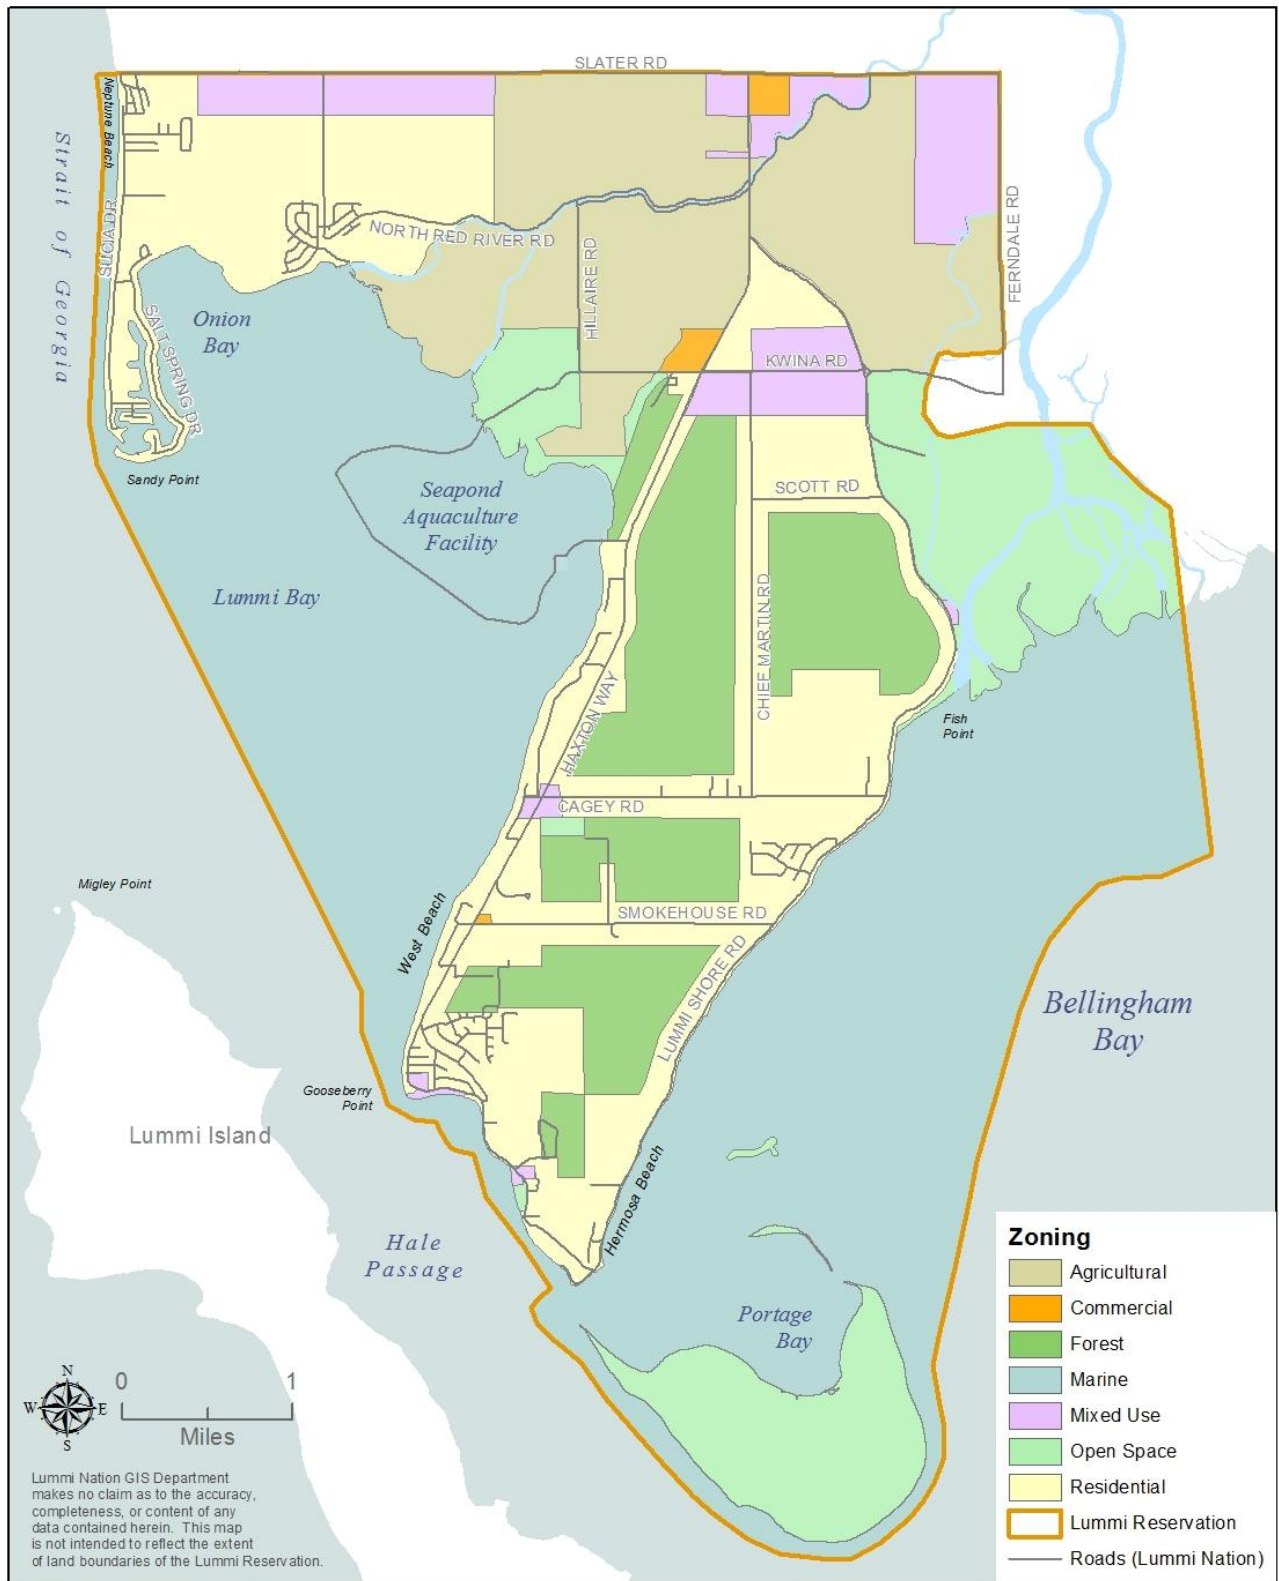 SLATER RD
Neptune Beach
Strait of Georgia
SUCIA DR
NORTH RED RIVER RD
HILLAIRE RD
FERNDALE RD
Onion
Bay
SALT SPRING DR
KWINA RD
Sandy Point
Seapond
Aquaculture
Facility
SCOTT RD
Lummi Bay
CHIEF MARTIN RD
HAXTON WAY
Fish
Point
CAGEY RD
Migley Point
West Beach
SMOKEHOUSE RD
LUMMI SHORE RD
Bellingham
Bay
Gooseberry
Point
Lummi Island
Hermosa Beach
Hale
Passage
Portage
Bay
Zoning
Agricultural
Commercial
Forest
Marine
Mixed Use
Open Space
Residential
Lummi Reservation
Roads (Lummi Nation)
N
W E
S
0 1
Miles
Lummi Nation GIS Department
makes no claim as to the accuracy,
completeness, or content of any
data contained herein. This map
is not intended to reflect the extent
of land boundaries of the Lummi Reservation.